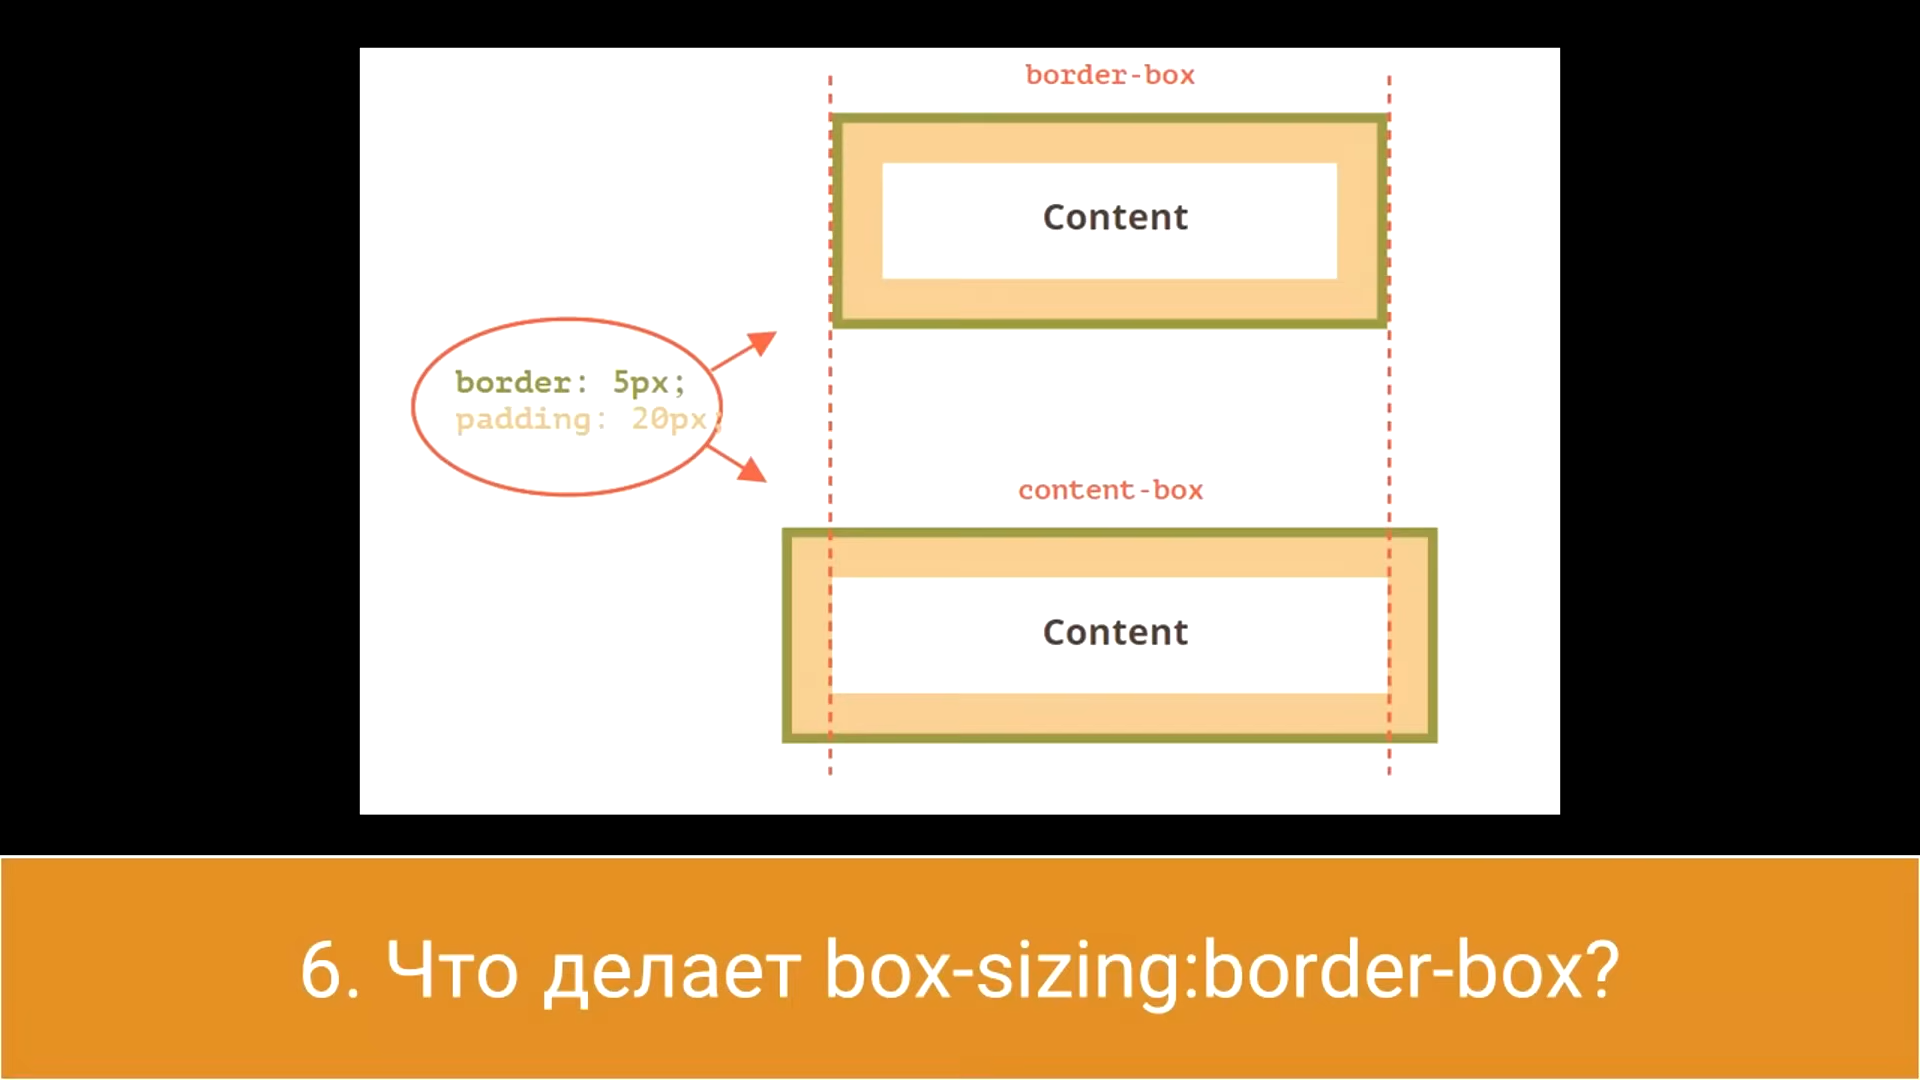 border-box
Content
border: 5px;
padding: 20px;
content-box
Content
6. Что делает box-sizing:border-box?